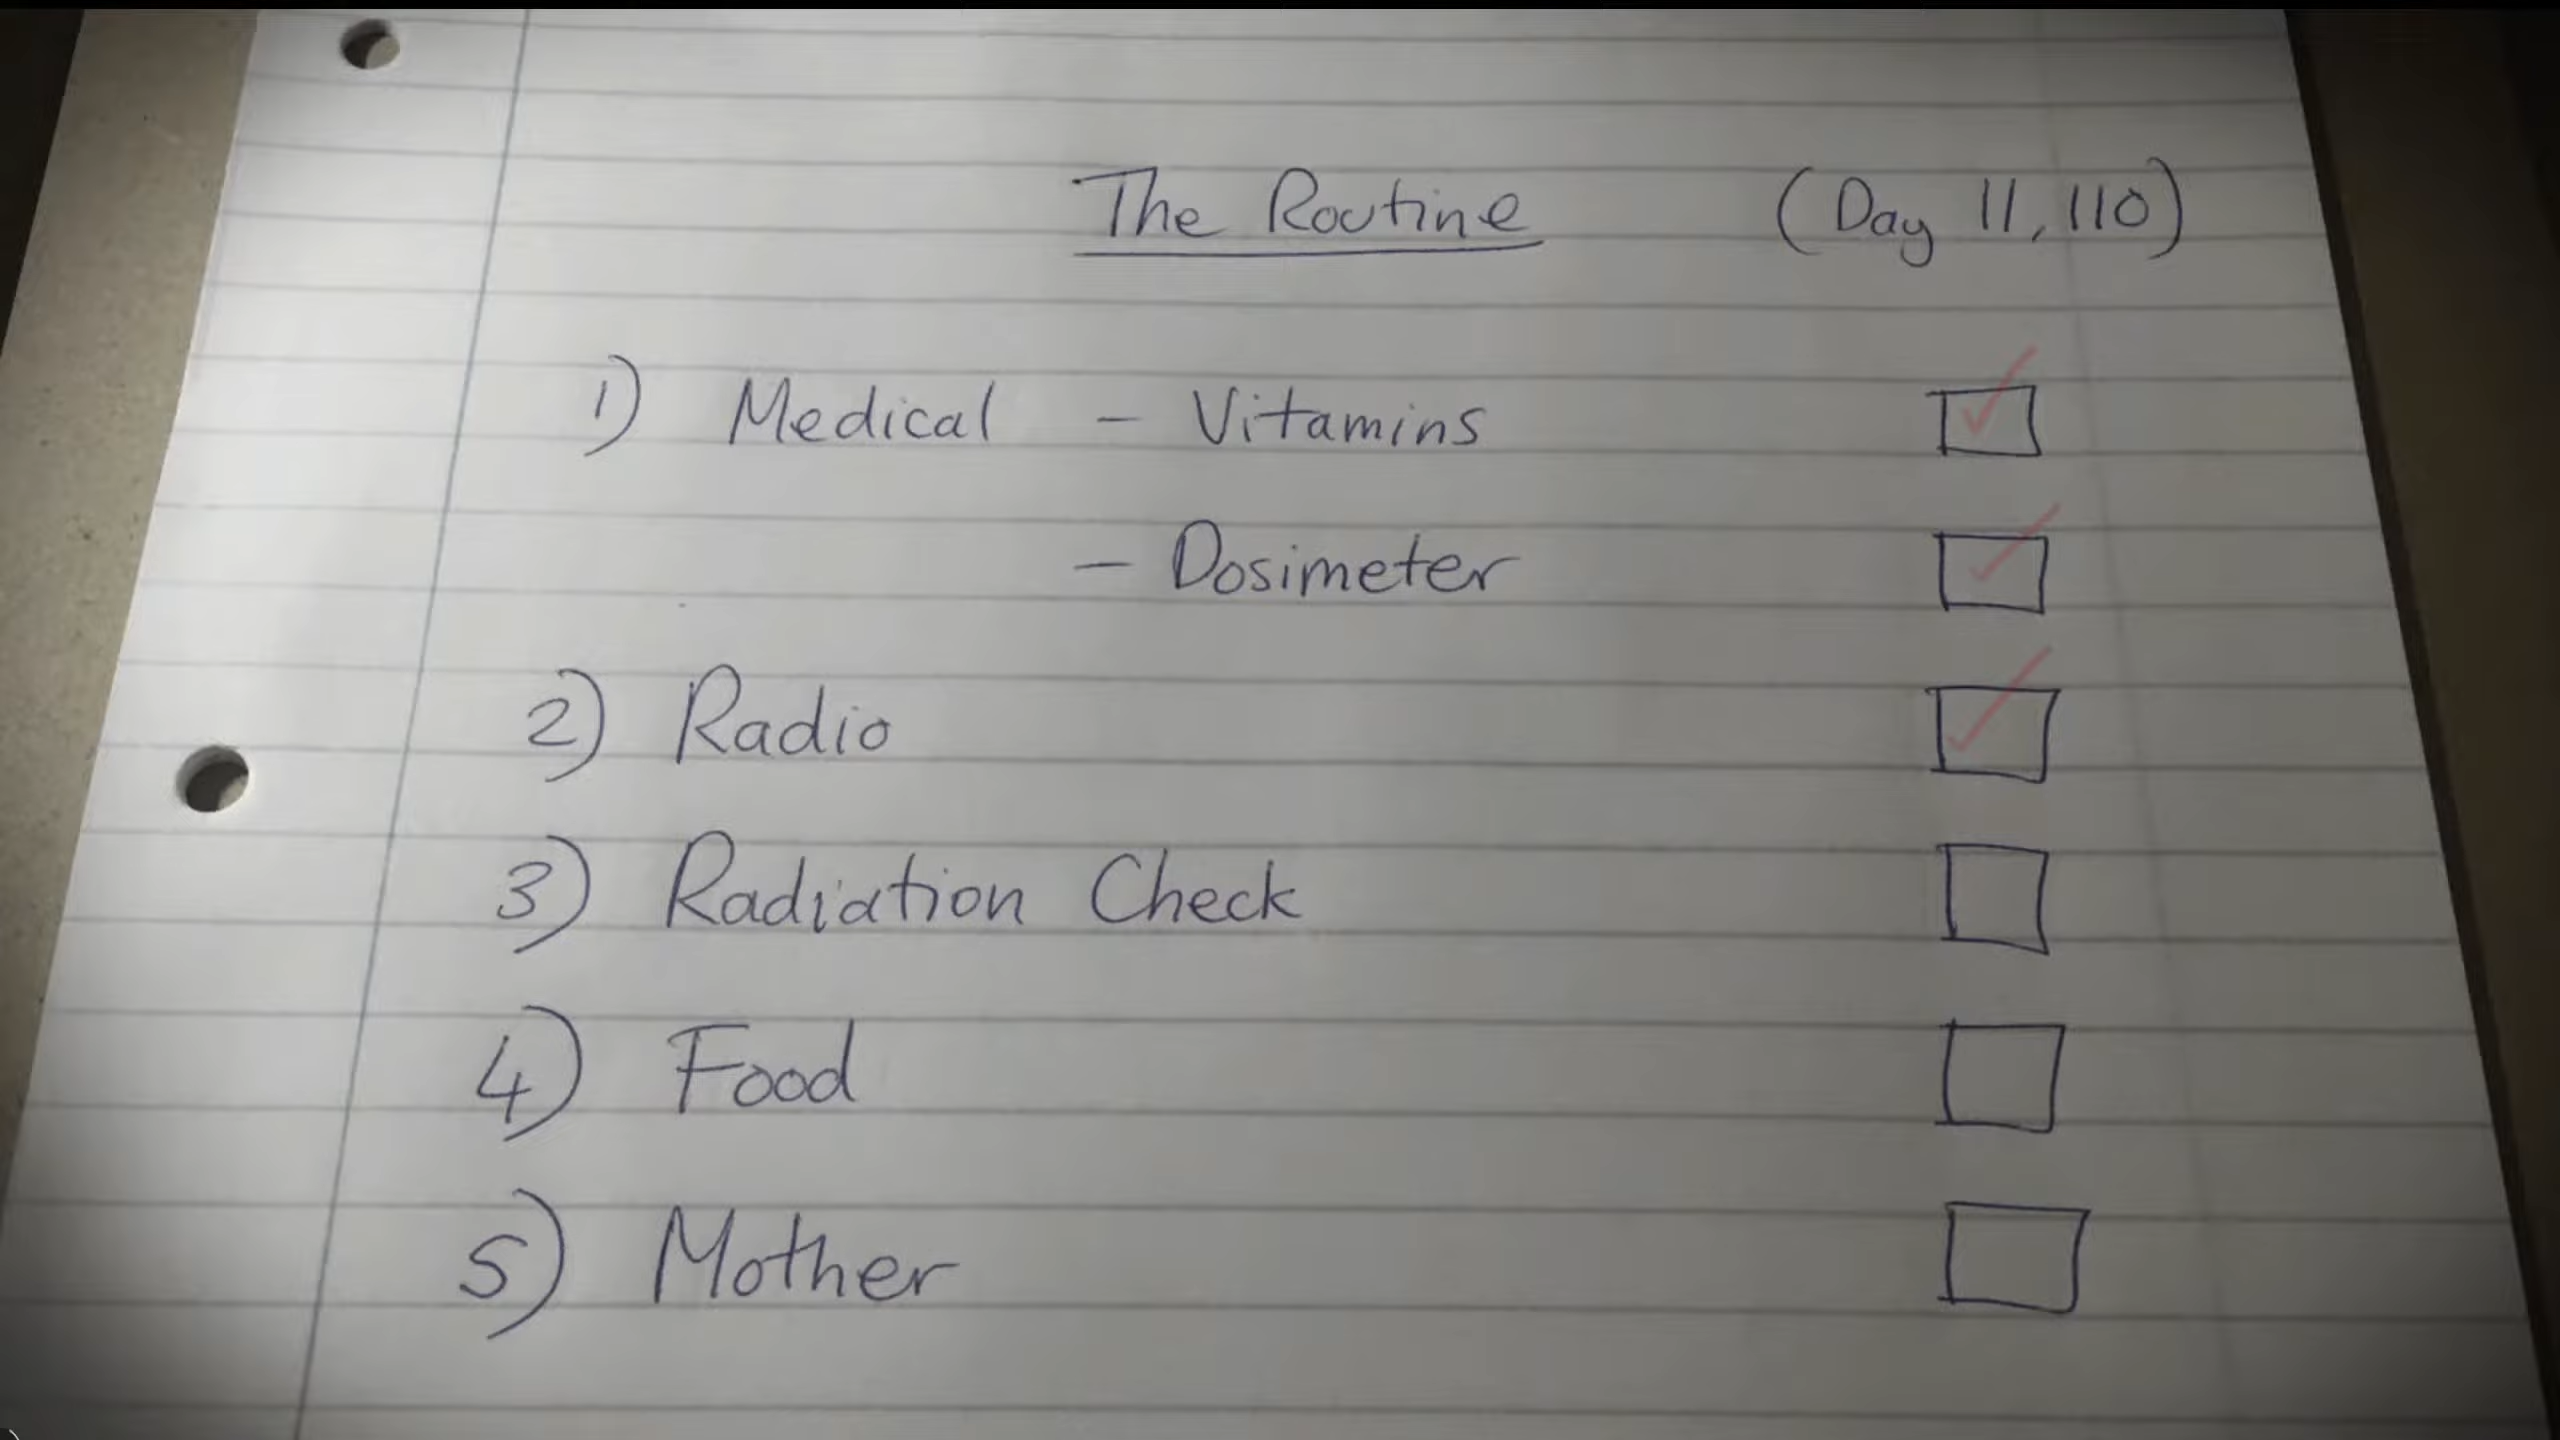 The Routine (Day 11,110)
1) Medical - Vitamins
- Dosimeter
2) Radio
3) Radiation Check
4) Food
5) Mother